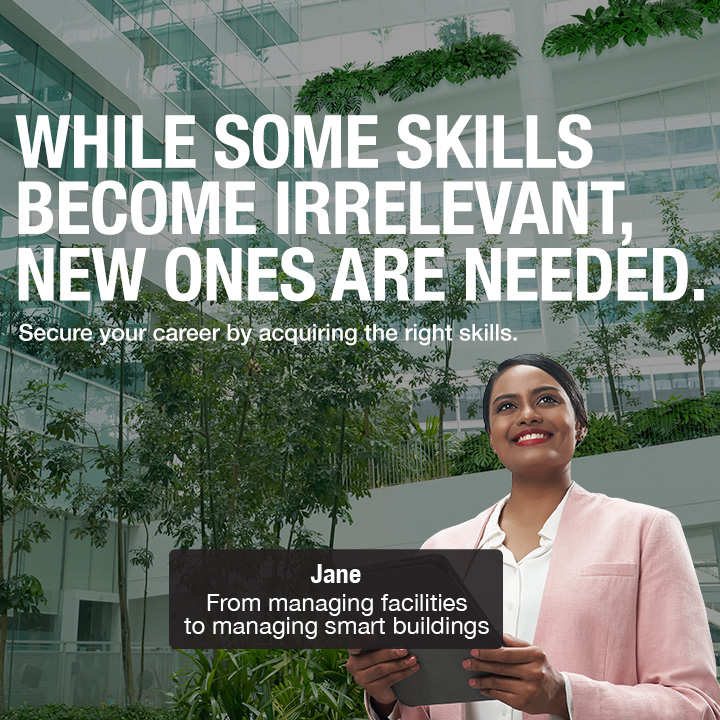 WHILE SOME SKILLS
BECOME IRRELEVANT,
NEW ONES ARE NEEDED.
Secure your career by acquiring the right skills.
Jane
From managing facilities
to managing smart buildings